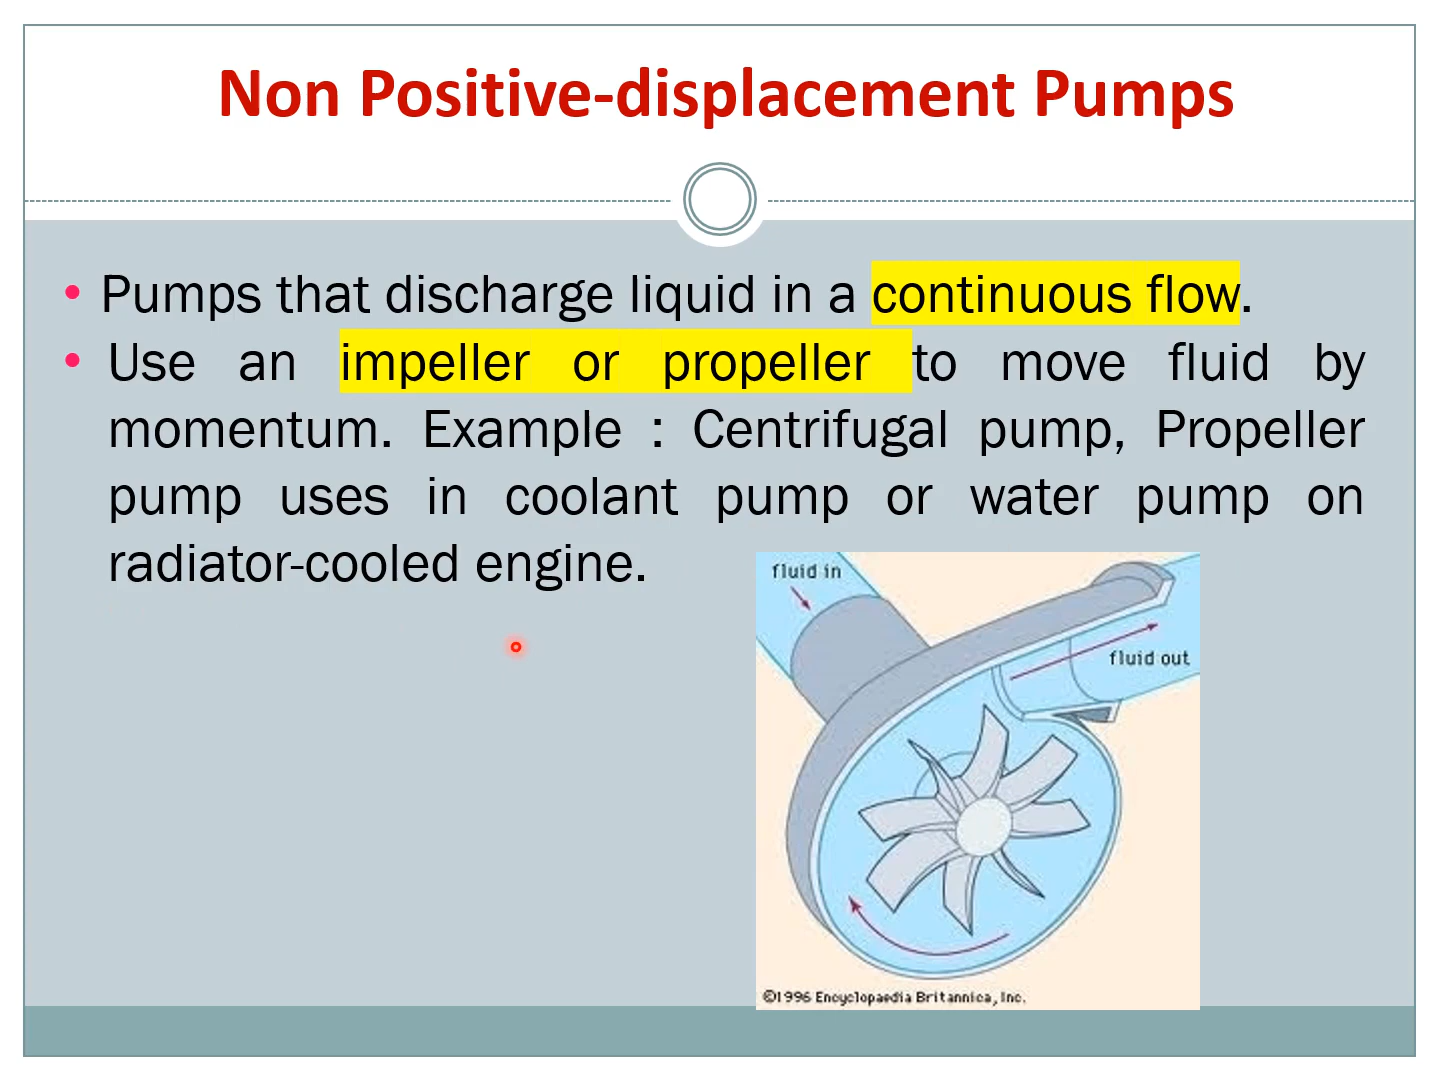 Non Positive-displacement Pumps
• Pumps that discharge liquid in a continuous flow.
• Use an impeller or propeller to move fluid by
momentum. Example : Centrifugal pump, Propeller
pump uses in coolant pump or water pump on
radiator-cooled engine.
fluid in
fluid out
©1996 Encyclopaedia Britannica, Inc.